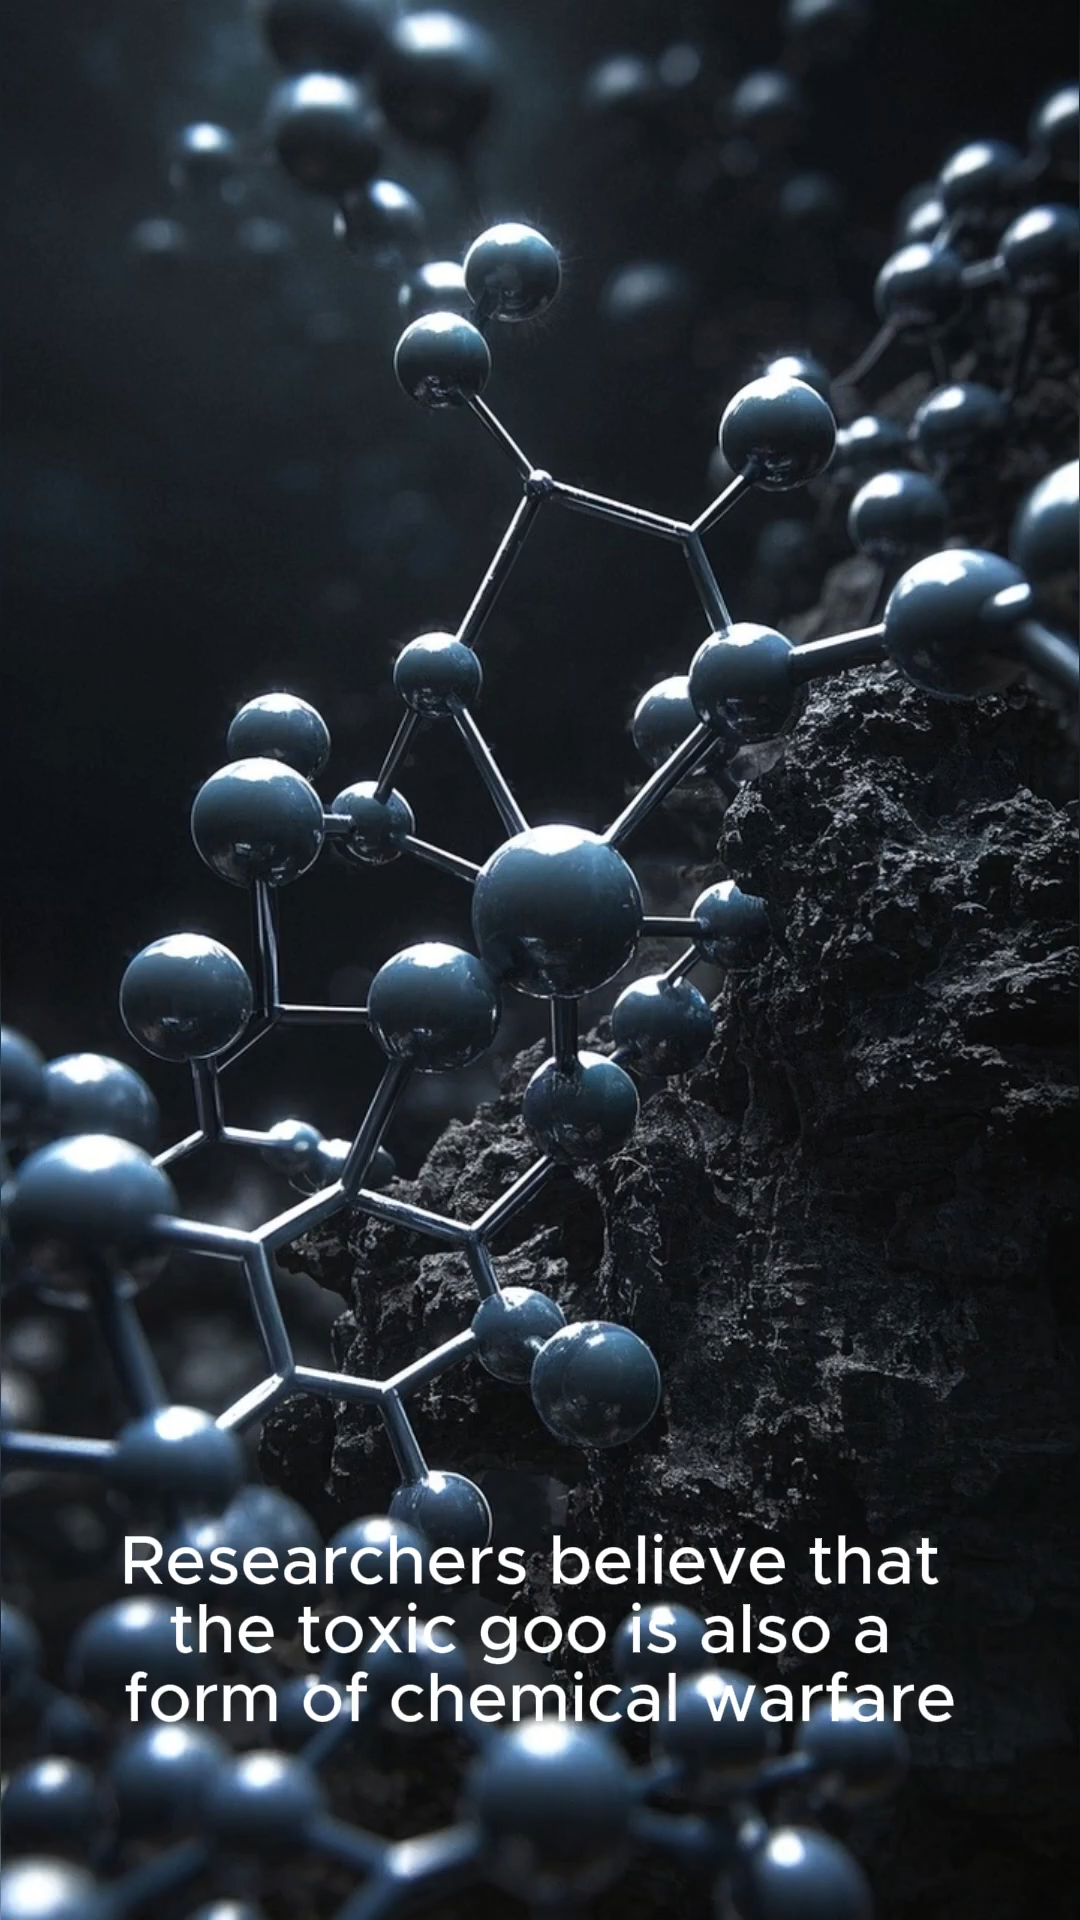 Researchers believe that
the toxic goo is also a
form of chemical warfare